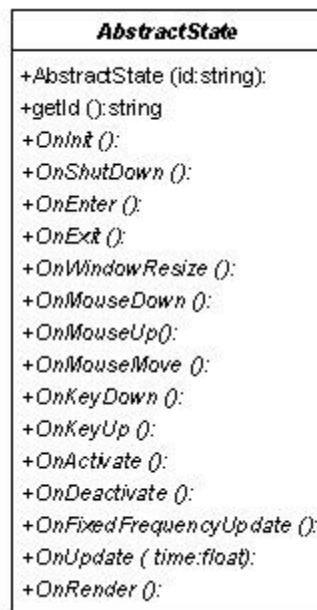 AbstractState
+AbstractState (id:string):
+getId ():string
+OnInit ():
+OnShutDown ():
+OnEnter ():
+OnExit ():
+OnWindowResize ():
+OnMouseDown ():
+OnMouseUp():
+OnMouseMove ():
+OnKeyDown ():
+OnKeyUp ():
+OnActivate ():
+OnDeactivate ():
+OnFixedFrequencyUpdate ():
+OnUpdate ( time:float):
+OnRender ():